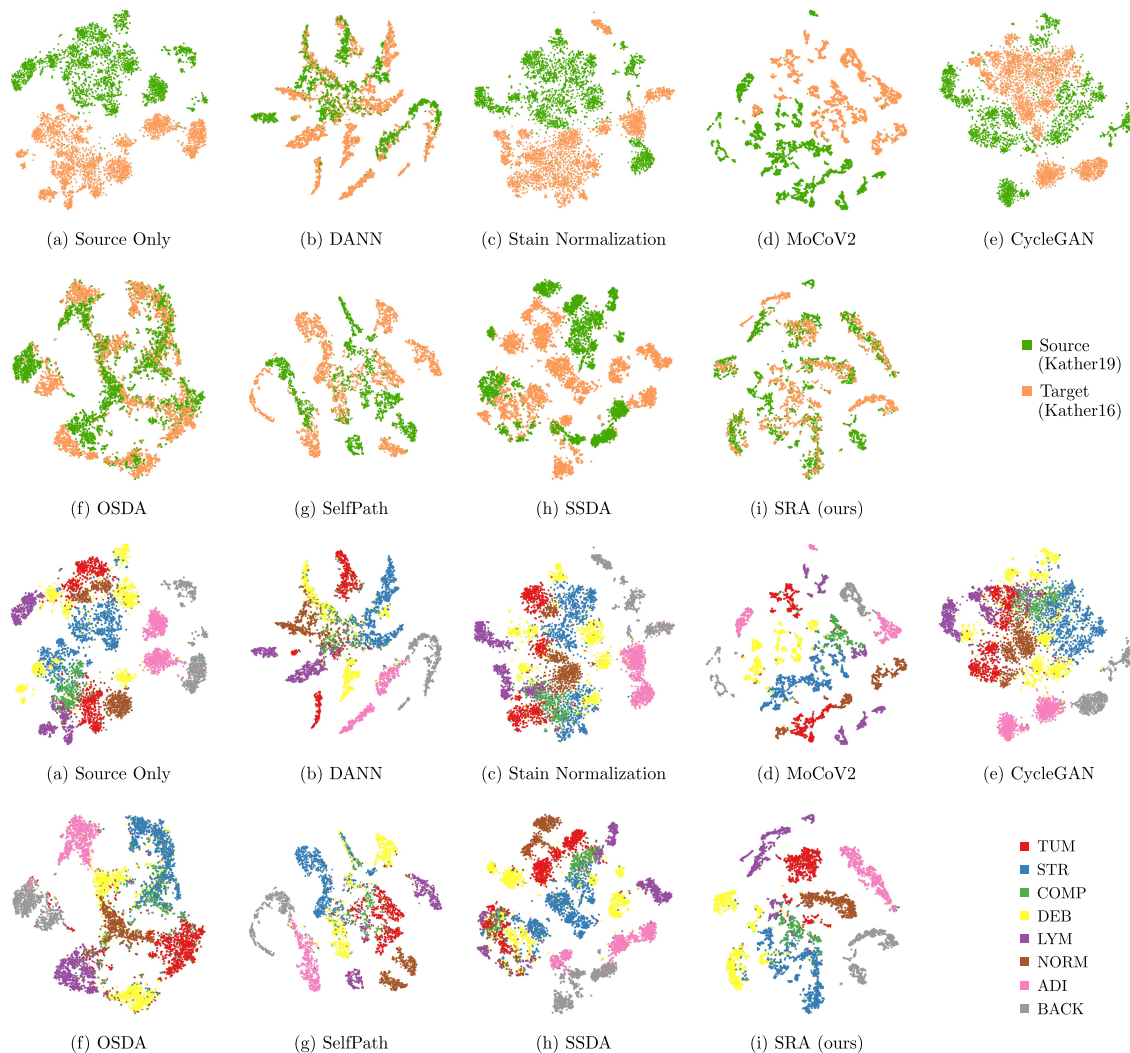 (a) Source Only
(b) DANN
(c) Stain Normalization
(d) MoCoV2
(e) CycleGAN
Source
(Kather19)
Target
(Kather16)
(f) OSDA
(g) SelfPath
(h) SSDA
(i) SRA (ours)
(a) Source Only
(b) DANN
(c) Stain Normalization
(d) MoCoV2
(e) CycleGAN
TUM
STR
COMP
DEB
LYM
NORM
ADI
BACK
(f) OSDA
(g) SelfPath
(h) SSDA
(i) SRA (ours)